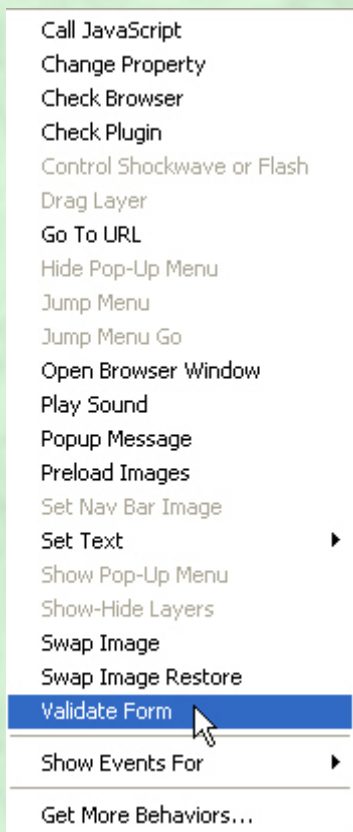 Call JavaScript
Change Property
Check Browser
Check Plugin
Control Shockwave or Flash
Drag Layer
Go To URL
Hide Pop-Up Menu
Jump Menu
Jump Menu Go
Open Browser Window
Play Sound
Popup Message
Preload Images
Set Nav Bar Image
Set Text
Show Pop-Up Menu
Show-Hide Layers
Swap Image
Swap Image Restore
Validate Form
Show Events For
Get More Behaviors...